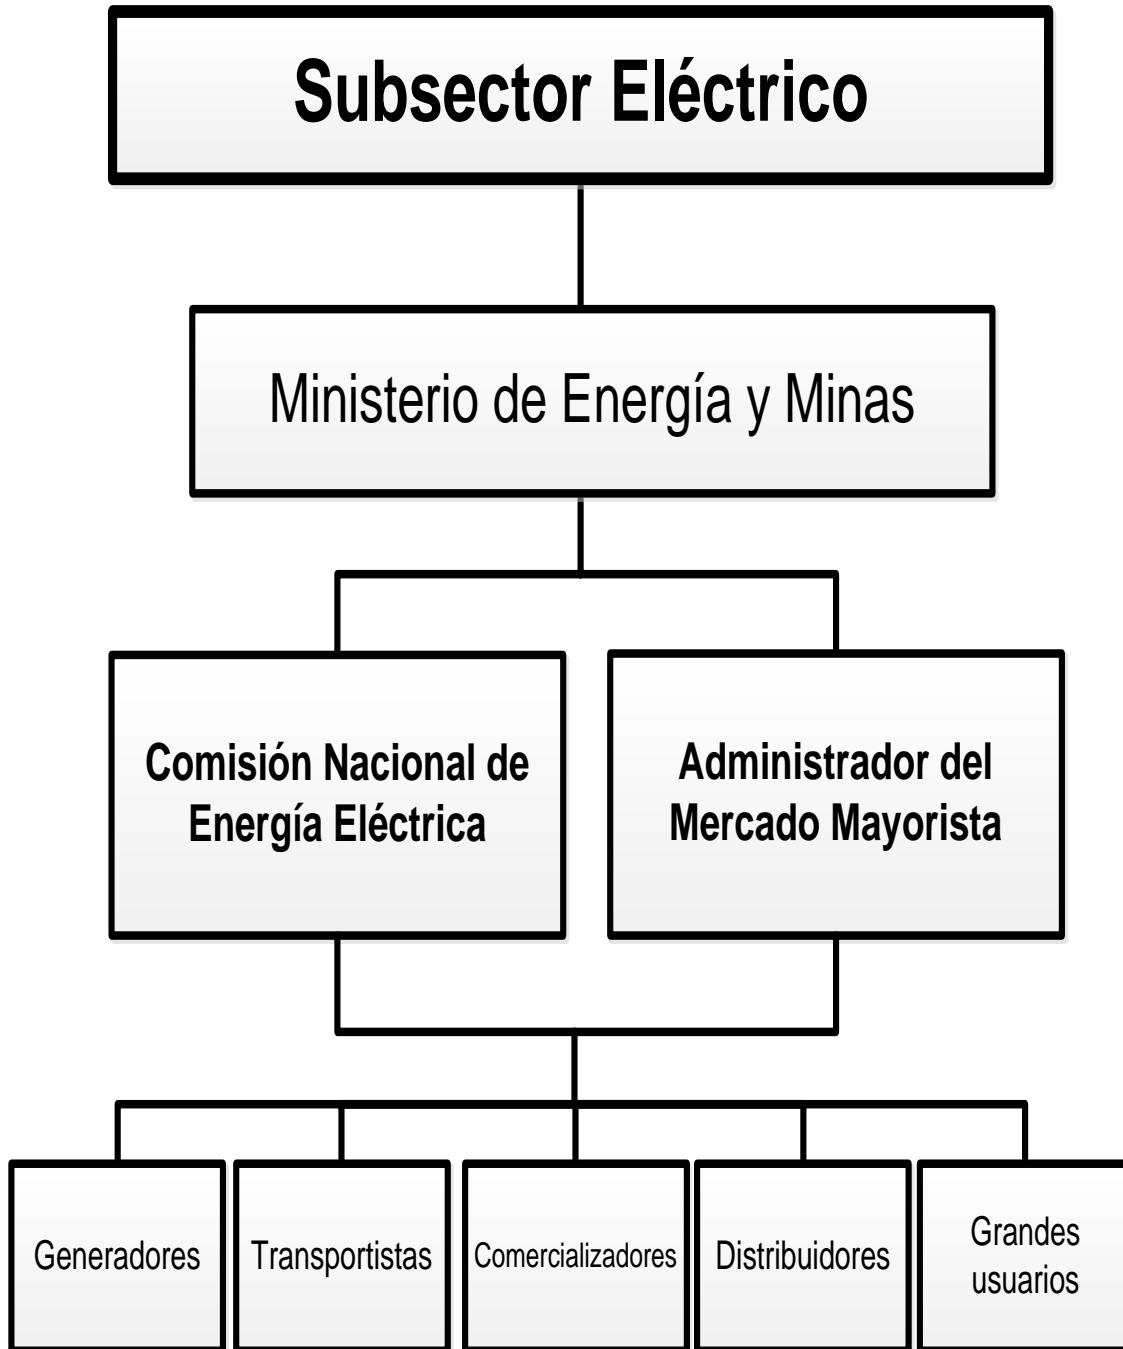 Subsector Eléctrico
Ministerio de Energía y Minas
Comisión Nacional de
Energía Eléctrica
Administrador del
Mercado Mayorista
Generadores
Transportistas
Comercializadores
Distribuidores
Grandes
usuarios